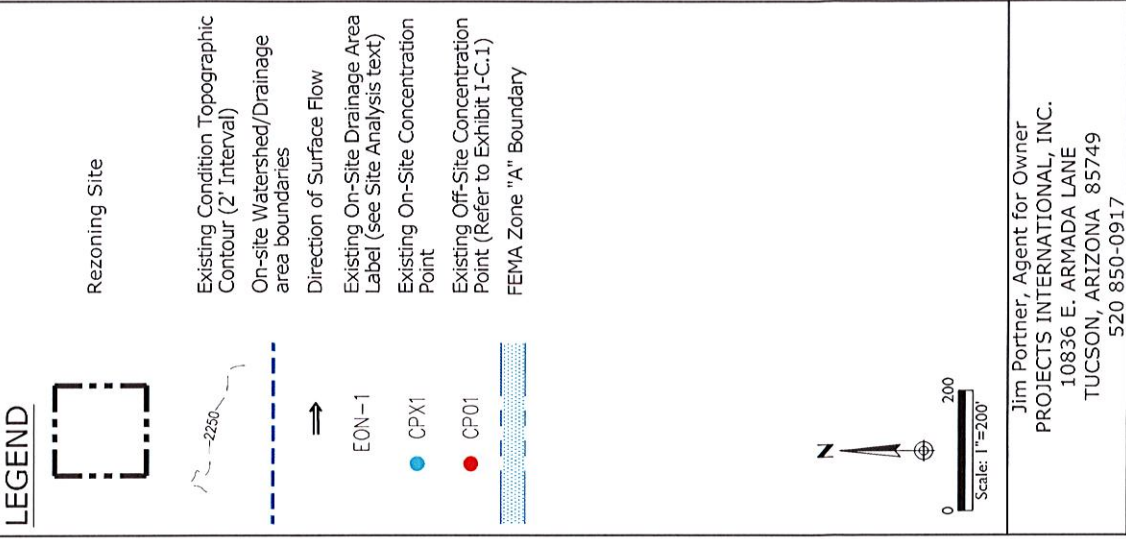 LEGEND
Rezoning Site
2250
Existing Condition Topographic
Contour (2' Interval)
On-site Watershed/Drainage
area boundaries
Direction of Surface Flow
EON-1
Existing On-Site Drainage Area
Label (see Site Analysis text)
CPX1
Existing On-Site Concentration
Point
CP01
Existing Off-Site Concentration
Point (Refer to Exhibit I-C.1)
FEMA Zone "A" Boundary
N
0 200
Scale: 1"=200'
Jim Portner, Agent for Owner
PROJECTS INTERNATIONAL, INC.
10836 E. ARMADA LANE
TUCSON, ARIZONA 85749
520 850-0917